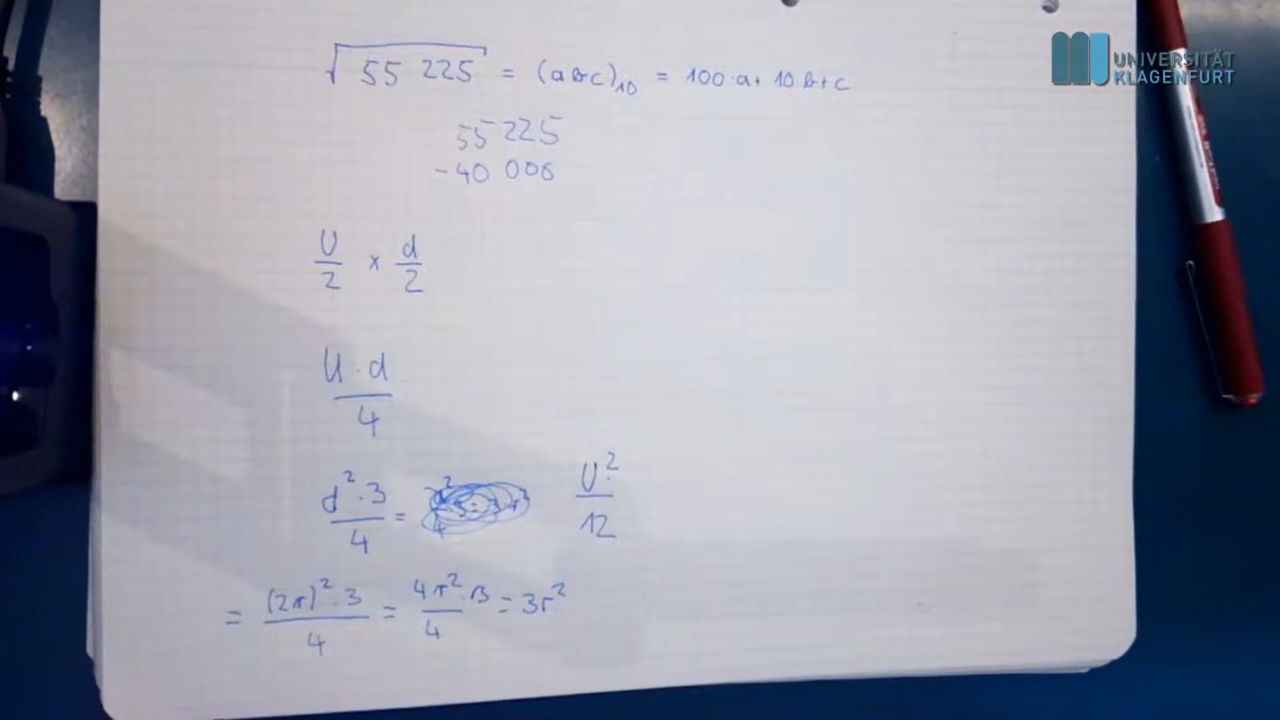 √55 225 = (abc)₁₀ = 100·a + 10·b + c
UNIVERSITÄT
KLAGENFURT
55 225
-40 000
U/2 × d/2
U·d/4
d²·3/4 =
U²/12
= (2r)²·3/4 = 4r²·3/4 = 3r²